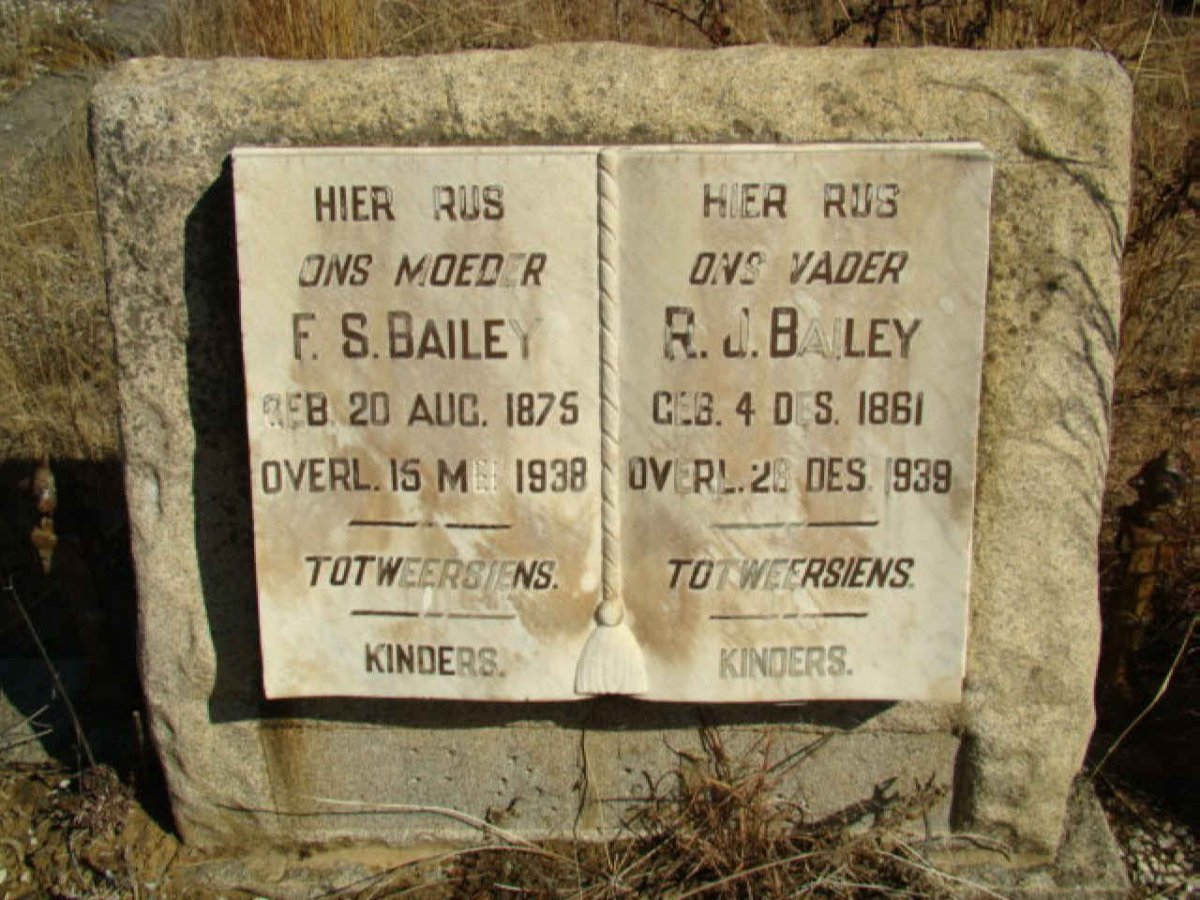 HIER RUS
ONS MOEDER
F. S. BAILEY
GEB. 20 AUG. 1875
OVERL. 15 MEI 1938
TOTWEERSIENS.
KINDERS.
HIER RUS
ONS VADER
R. J. BAILEY
GEB. 4 DES. 1861
OVERL. 28 DES. 1939
TOTWEERSIENS.
KINDERS.